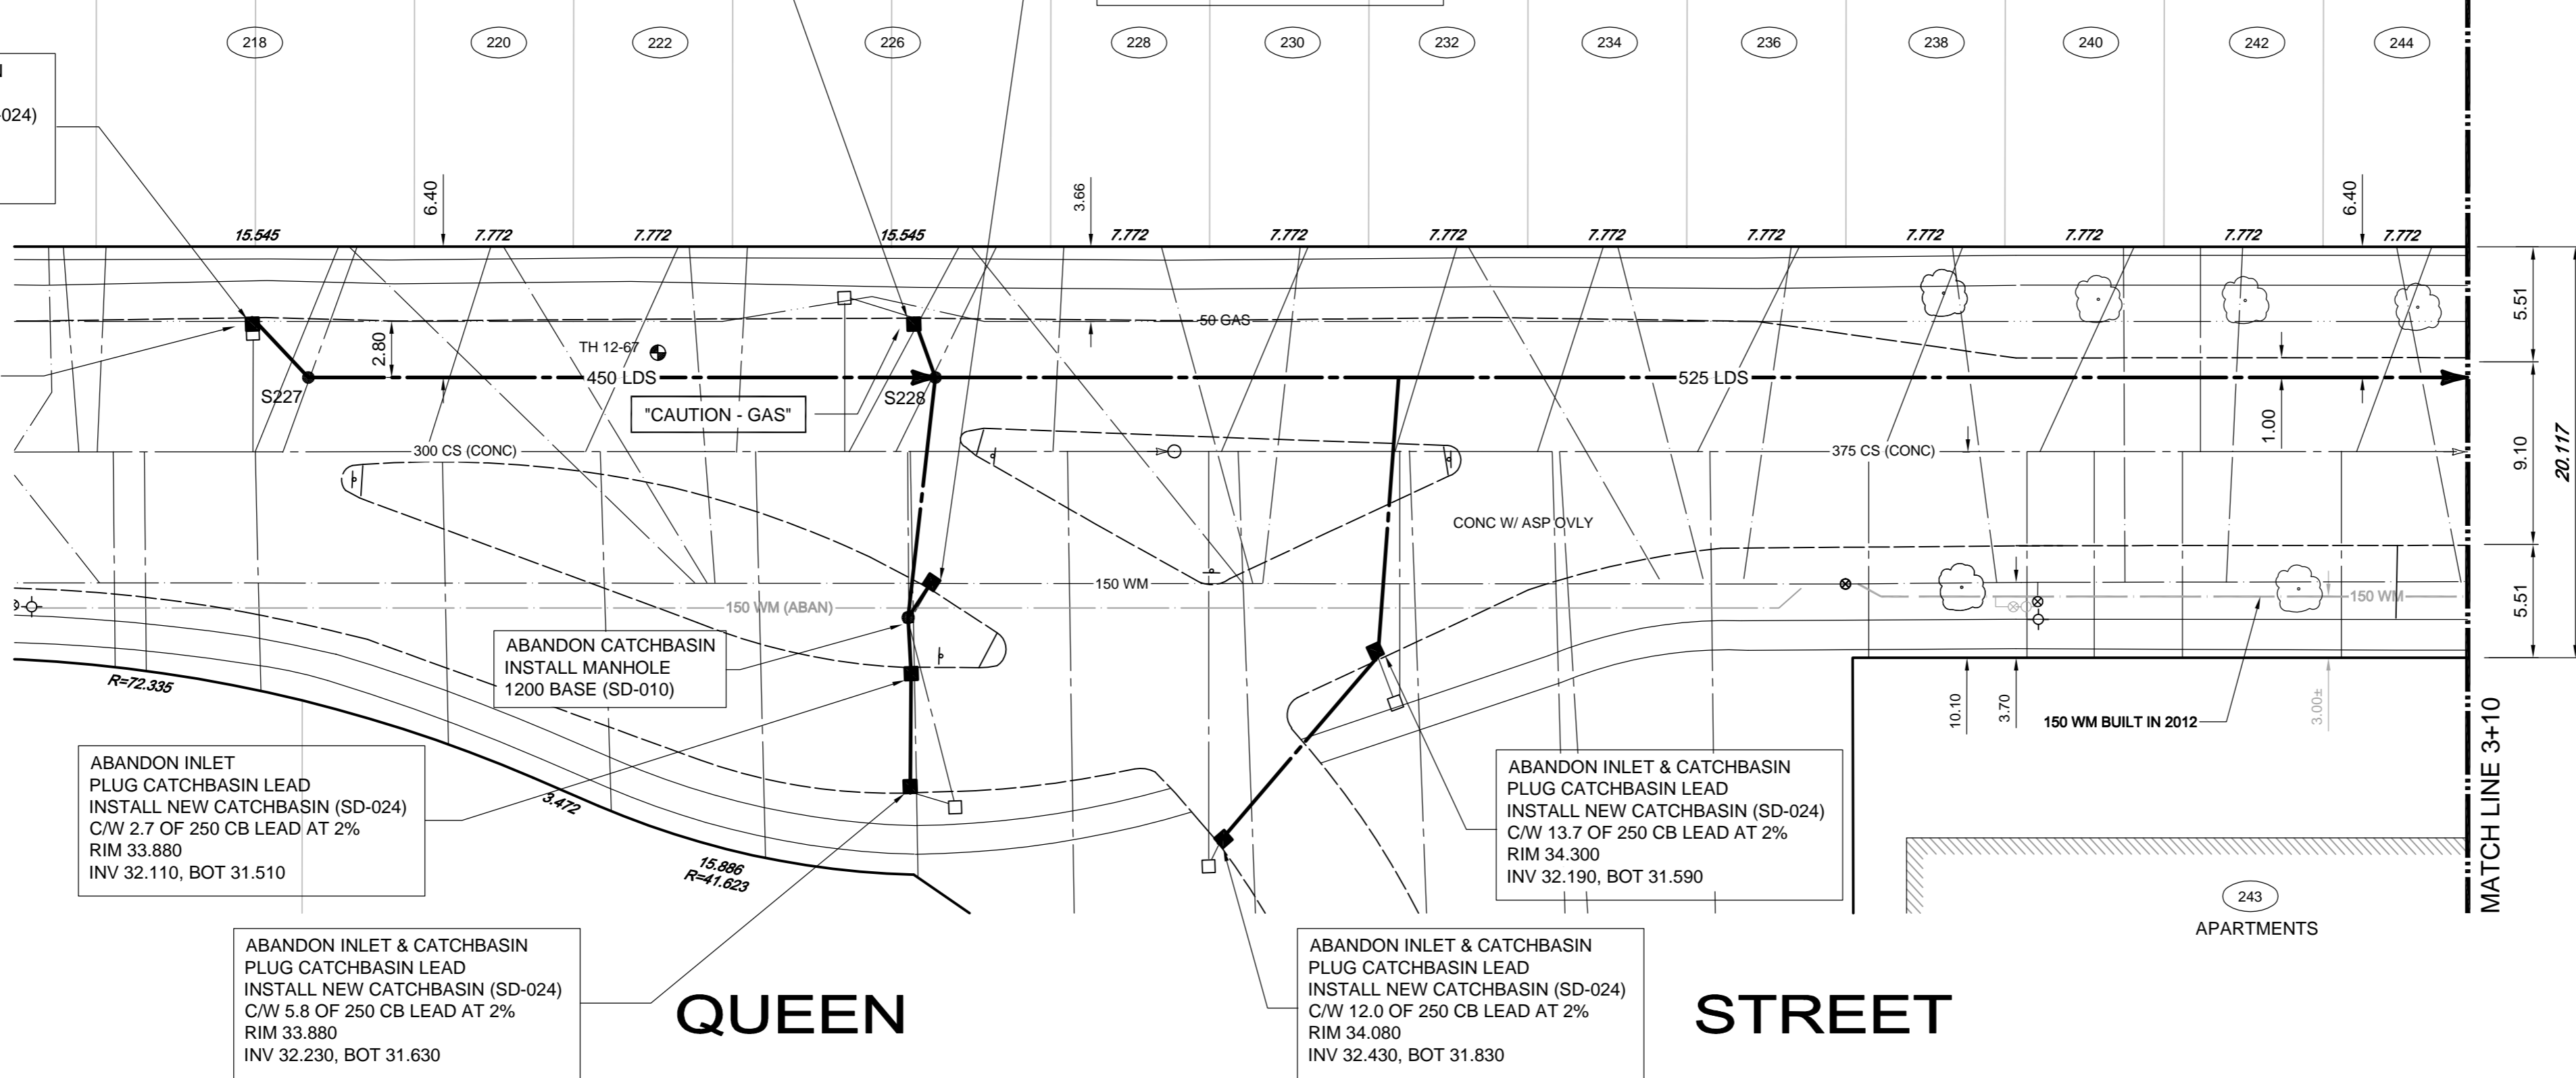 218
220
222
226
228
230
232
234
236
238
240
242
244
N
-024)
6.40
3.66
6.40
15.545
7.772
7.772
15.545
7.772
7.772
7.772
7.772
7.772
7.772
7.772
7.772
7.772
5.51
50 GAS
2.80
TH 12-67
450 LDS
525 LDS
S227
S228
"CAUTION - GAS"
1.00
300 CS (CONC)
375 CS (CONC)
9.10
20.117
CONC W/ ASP OVLY
150 WM
150 WM (ABAN)
150 WM
5.51
ABANDON CATCHBASIN
INSTALL MANHOLE
1200 BASE (SD-010)
R=72.335
10.10
3.70
150 WM BUILT IN 2012
3.00±
MATCH LINE 3+10
ABANDON INLET
PLUG CATCHBASIN LEAD
INSTALL NEW CATCHBASIN (SD-024)
C/W 2.7 OF 250 CB LEAD AT 2%
RIM 33.880
INV 32.110, BOT 31.510
3.472
15.886
R=41.623
ABANDON INLET & CATCHBASIN
PLUG CATCHBASIN LEAD
INSTALL NEW CATCHBASIN (SD-024)
C/W 13.7 OF 250 CB LEAD AT 2%
RIM 34.300
INV 32.190, BOT 31.590
243
APARTMENTS
ABANDON INLET & CATCHBASIN
PLUG CATCHBASIN LEAD
INSTALL NEW CATCHBASIN (SD-024)
C/W 5.8 OF 250 CB LEAD AT 2%
RIM 33.880
INV 32.230, BOT 31.630
QUEEN STREET
ABANDON INLET & CATCHBASIN
PLUG CATCHBASIN LEAD
INSTALL NEW CATCHBASIN (SD-024)
C/W 12.0 OF 250 CB LEAD AT 2%
RIM 34.080
INV 32.430, BOT 31.830